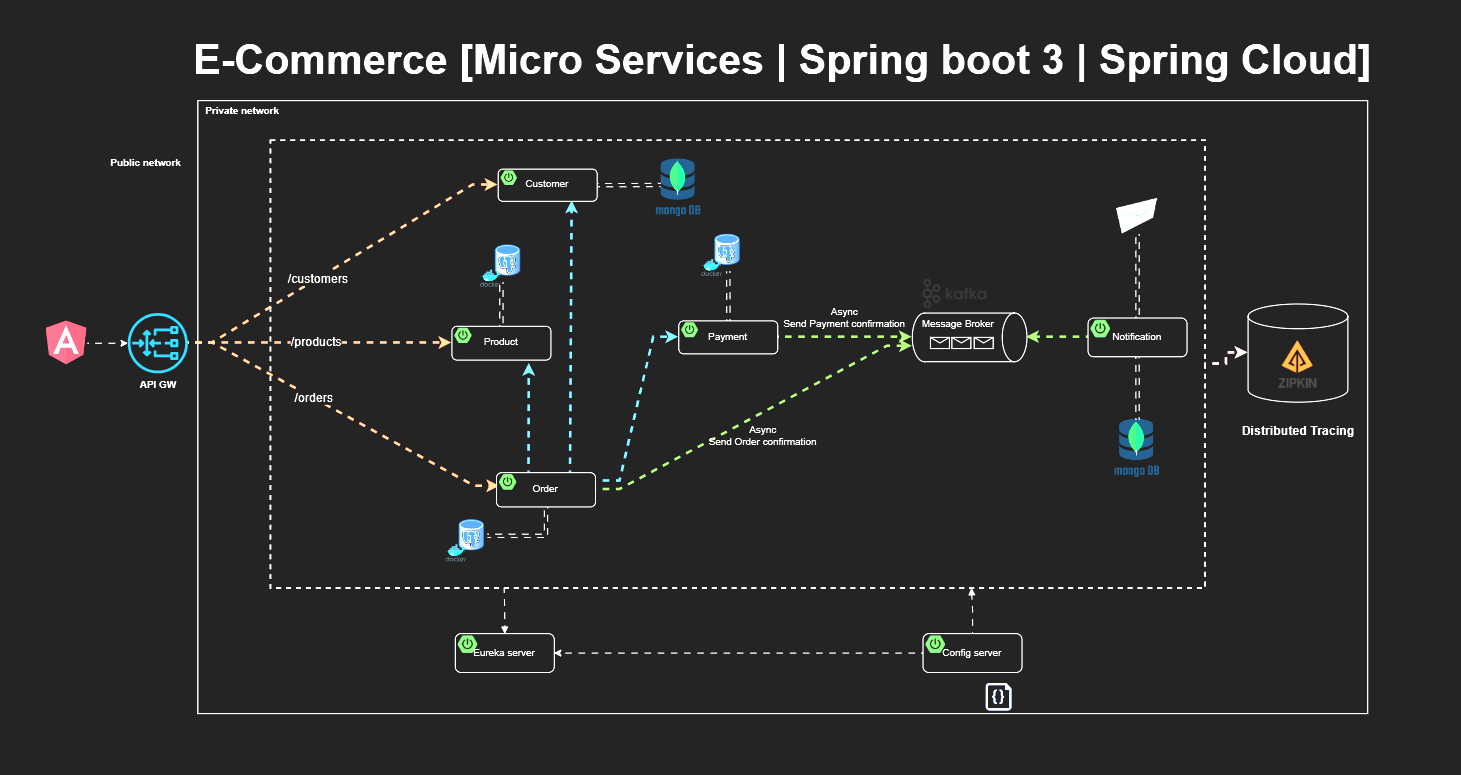 E-Commerce [Micro Services | Spring boot 3 | Spring Cloud]
Private network
Public network
Customer
mongo DB
/customers
docker
docker
kafka
Async
Send Payment confirmation
Message Broker
/products
Product
Payment
Notification
API GW
ZIPKIN
/orders
Async
Send Order confirmation
Distributed Tracing
mongo DB
Order
docker
Eureka server
Config server
{}